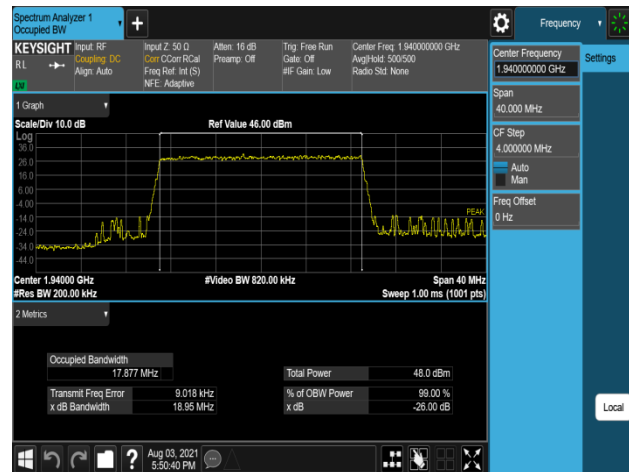 Spectrum Analyzer 1
Occupied BW
Frequency
KEYSIGHT
RL
Input: RF
Coupling: DC
Align: Auto
Input Z: 50 Ω
Corr CCorr RCal
Freq Ref: Int (S)
NFE: Adaptive
Atten: 16 dB
Preamp: Off
Trig: Free Run
Gate: Off
#IF Gain: Low
Center Freq: 1.940000000 GHz
Avg|Hold: 500/500
Radio Std: None
Center Frequency
1.940000000 GHz
Settings
Span
40.000 MHz
CF Step
4.000000 MHz
Auto
Man
Freq Offset
0 Hz
Local
1 Graph
Scale/Div 10.0 dB
Ref Value 46.00 dBm
Log
36.0
26.0
16.0
6.00
-4.00
-14.0
-24.0
-34.0
-44.0
PEAK
Center 1.94000 GHz
#Video BW 820.00 kHz
Span 40 MHz
#Res BW 200.00 kHz
Sweep 1.00 ms (1001 pts)
2 Metrics
Occupied Bandwidth
17.877 MHz
Total Power 48.0 dBm
Transmit Freq Error 9.018 kHz
% of OBW Power 99.00 %
x dB Bandwidth 18.95 MHz
x dB -26.00 dB
?
Aug 03, 2021
5:50:40 PM